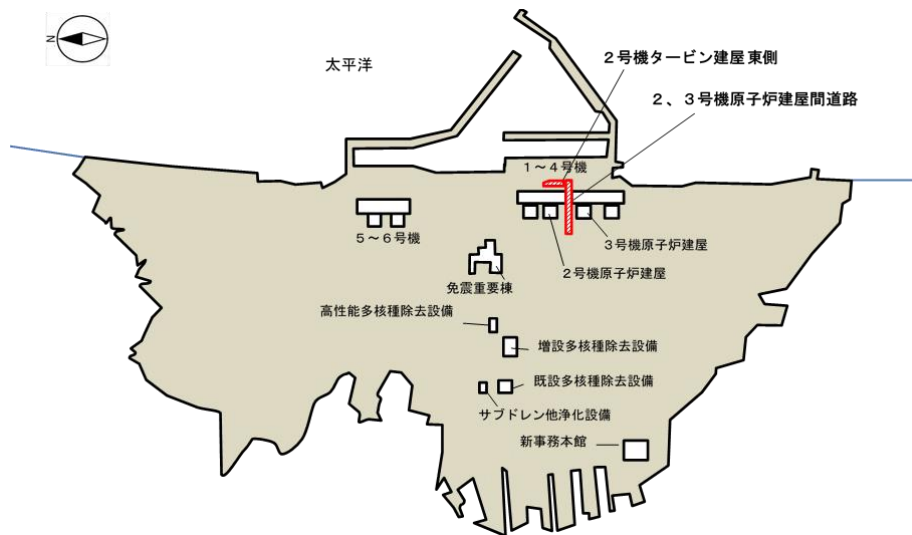 N
太平洋
２号機タービン建屋東側
２、３号機原子炉建屋間道路
１～４号機
５～６号機
３号機原子炉建屋
２号機原子炉建屋
免震重要棟
高性能多核種除去設備
増設多核種除去設備
既設多核種除去設備
サブドレン他浄化設備
新事務本館